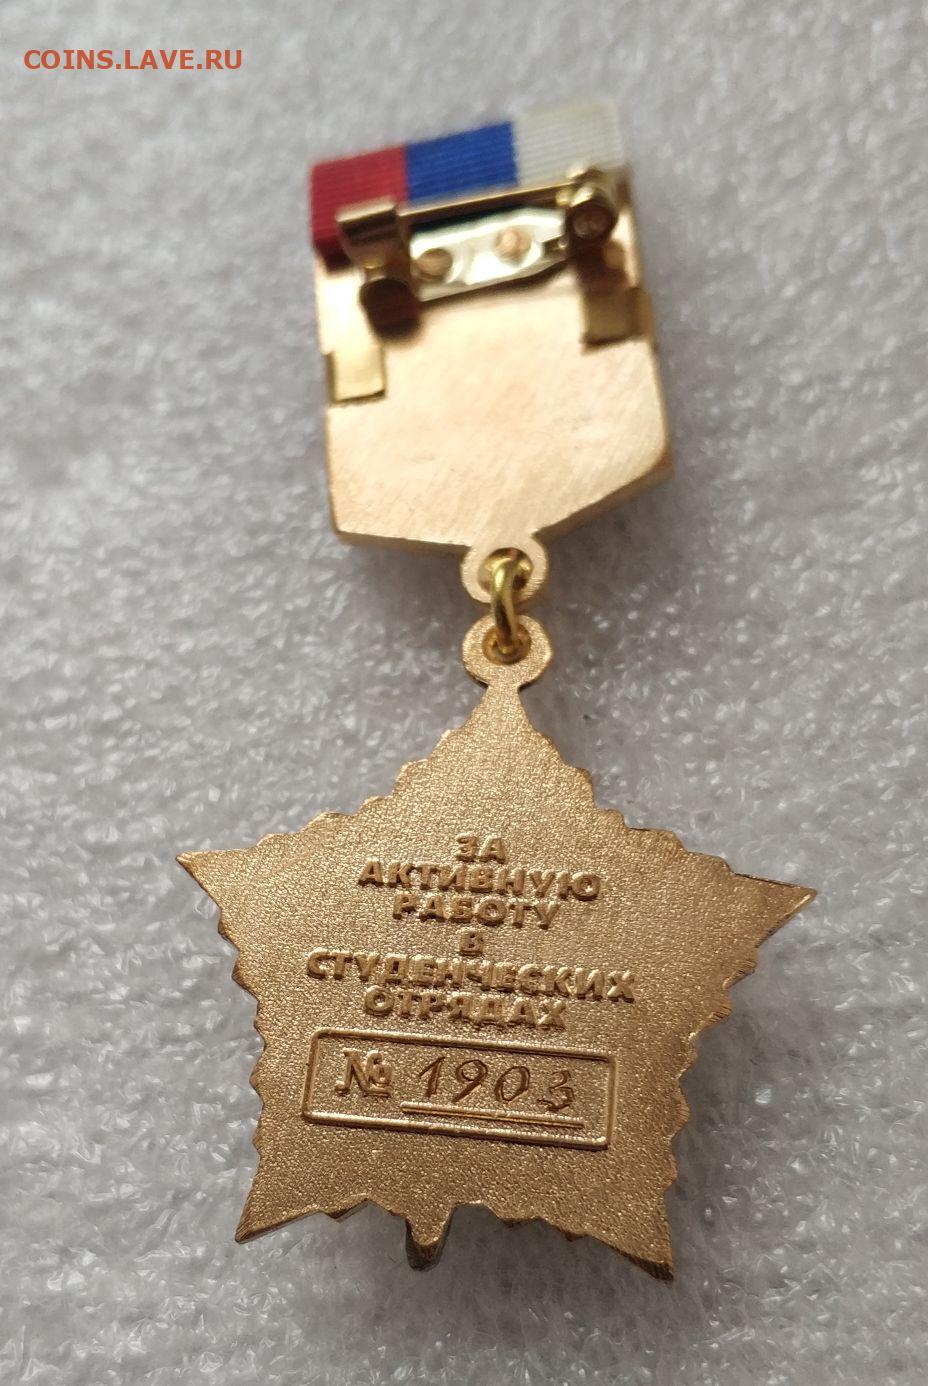 COINS.LAVE.RU
ЗА
АКТИВНУЮ
РАБОТУ
В
СТУДЕНЧЕСКИХ
ОТРЯДАХ
№ 1903